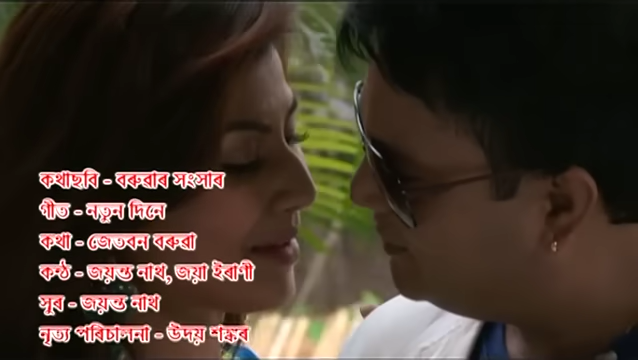 কথাছবি - বৰুৱাৰ সংসাৰ
গীত - নতুন দিনে
কথা - জেতবন বৰুৱা
কণ্ঠ - জয়ন্ত নাথ, জয়া ইৰাণী
সুৰ - জয়ন্ত নাথ
নৃত্য পৰিচালনা - উদয় শঙ্কৰ